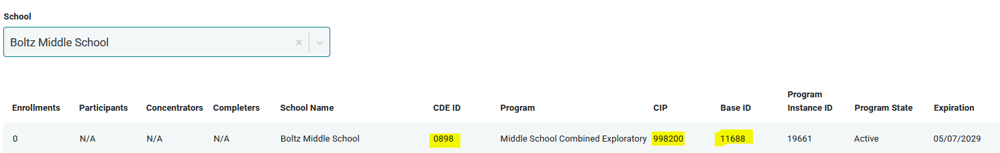 School
Boltz Middle School
Enrollments Participants Concentrators Completers School Name CDE ID Program CIP Base ID Program Instance ID Program State Expiration
0 N/A N/A N/A Boltz Middle School 0898 Middle School Combined Exploratory 998200 11688 19661 Active 05/07/2029